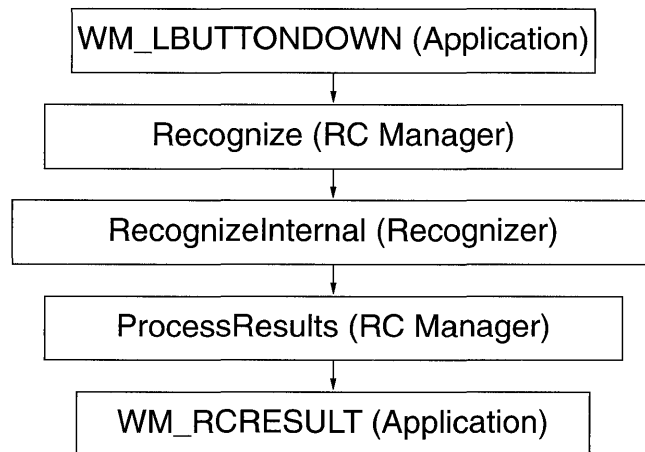 WM_LBUTTONDOWN (Application)
Recognize (RC Manager)
RecognizeInternal (Recognizer)
ProcessResults (RC Manager)
WM_RCRESULT (Application)